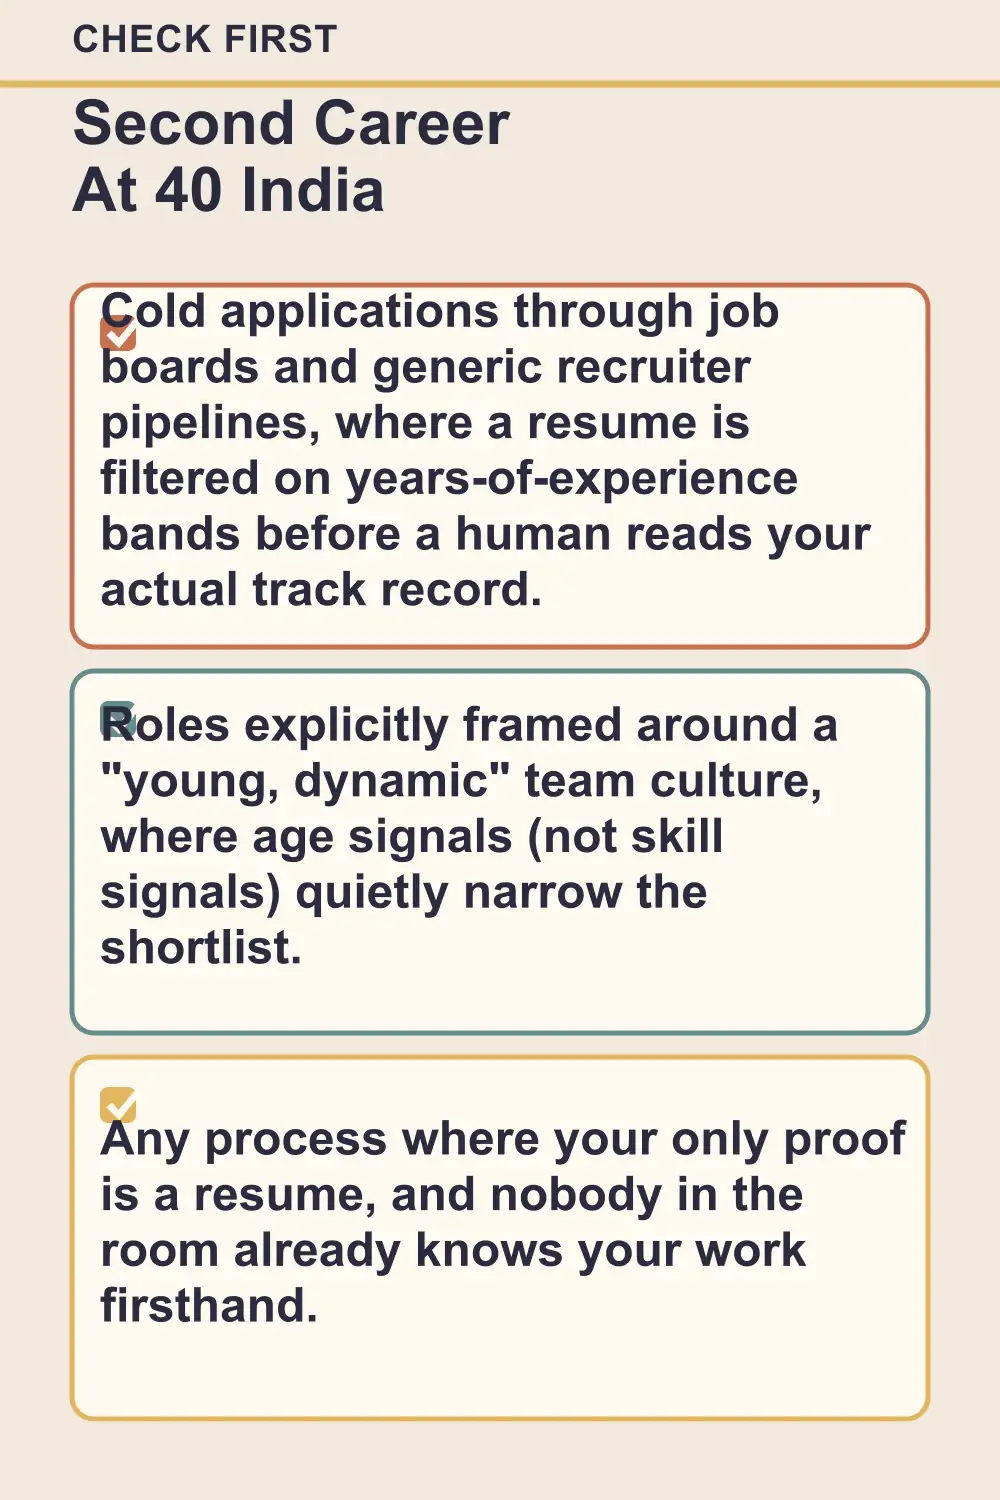 CHECK FIRST
Second Career
At 40 India
Cold applications through job
boards and generic recruiter
pipelines, where a resume is
filtered on years-of-experience
bands before a human reads your
actual track record.
Roles explicitly framed around a
"young, dynamic" team culture,
where age signals (not skill
signals) quietly narrow the
shortlist.
Any process where your only proof
is a resume, and nobody in the
room already knows your work
firsthand.